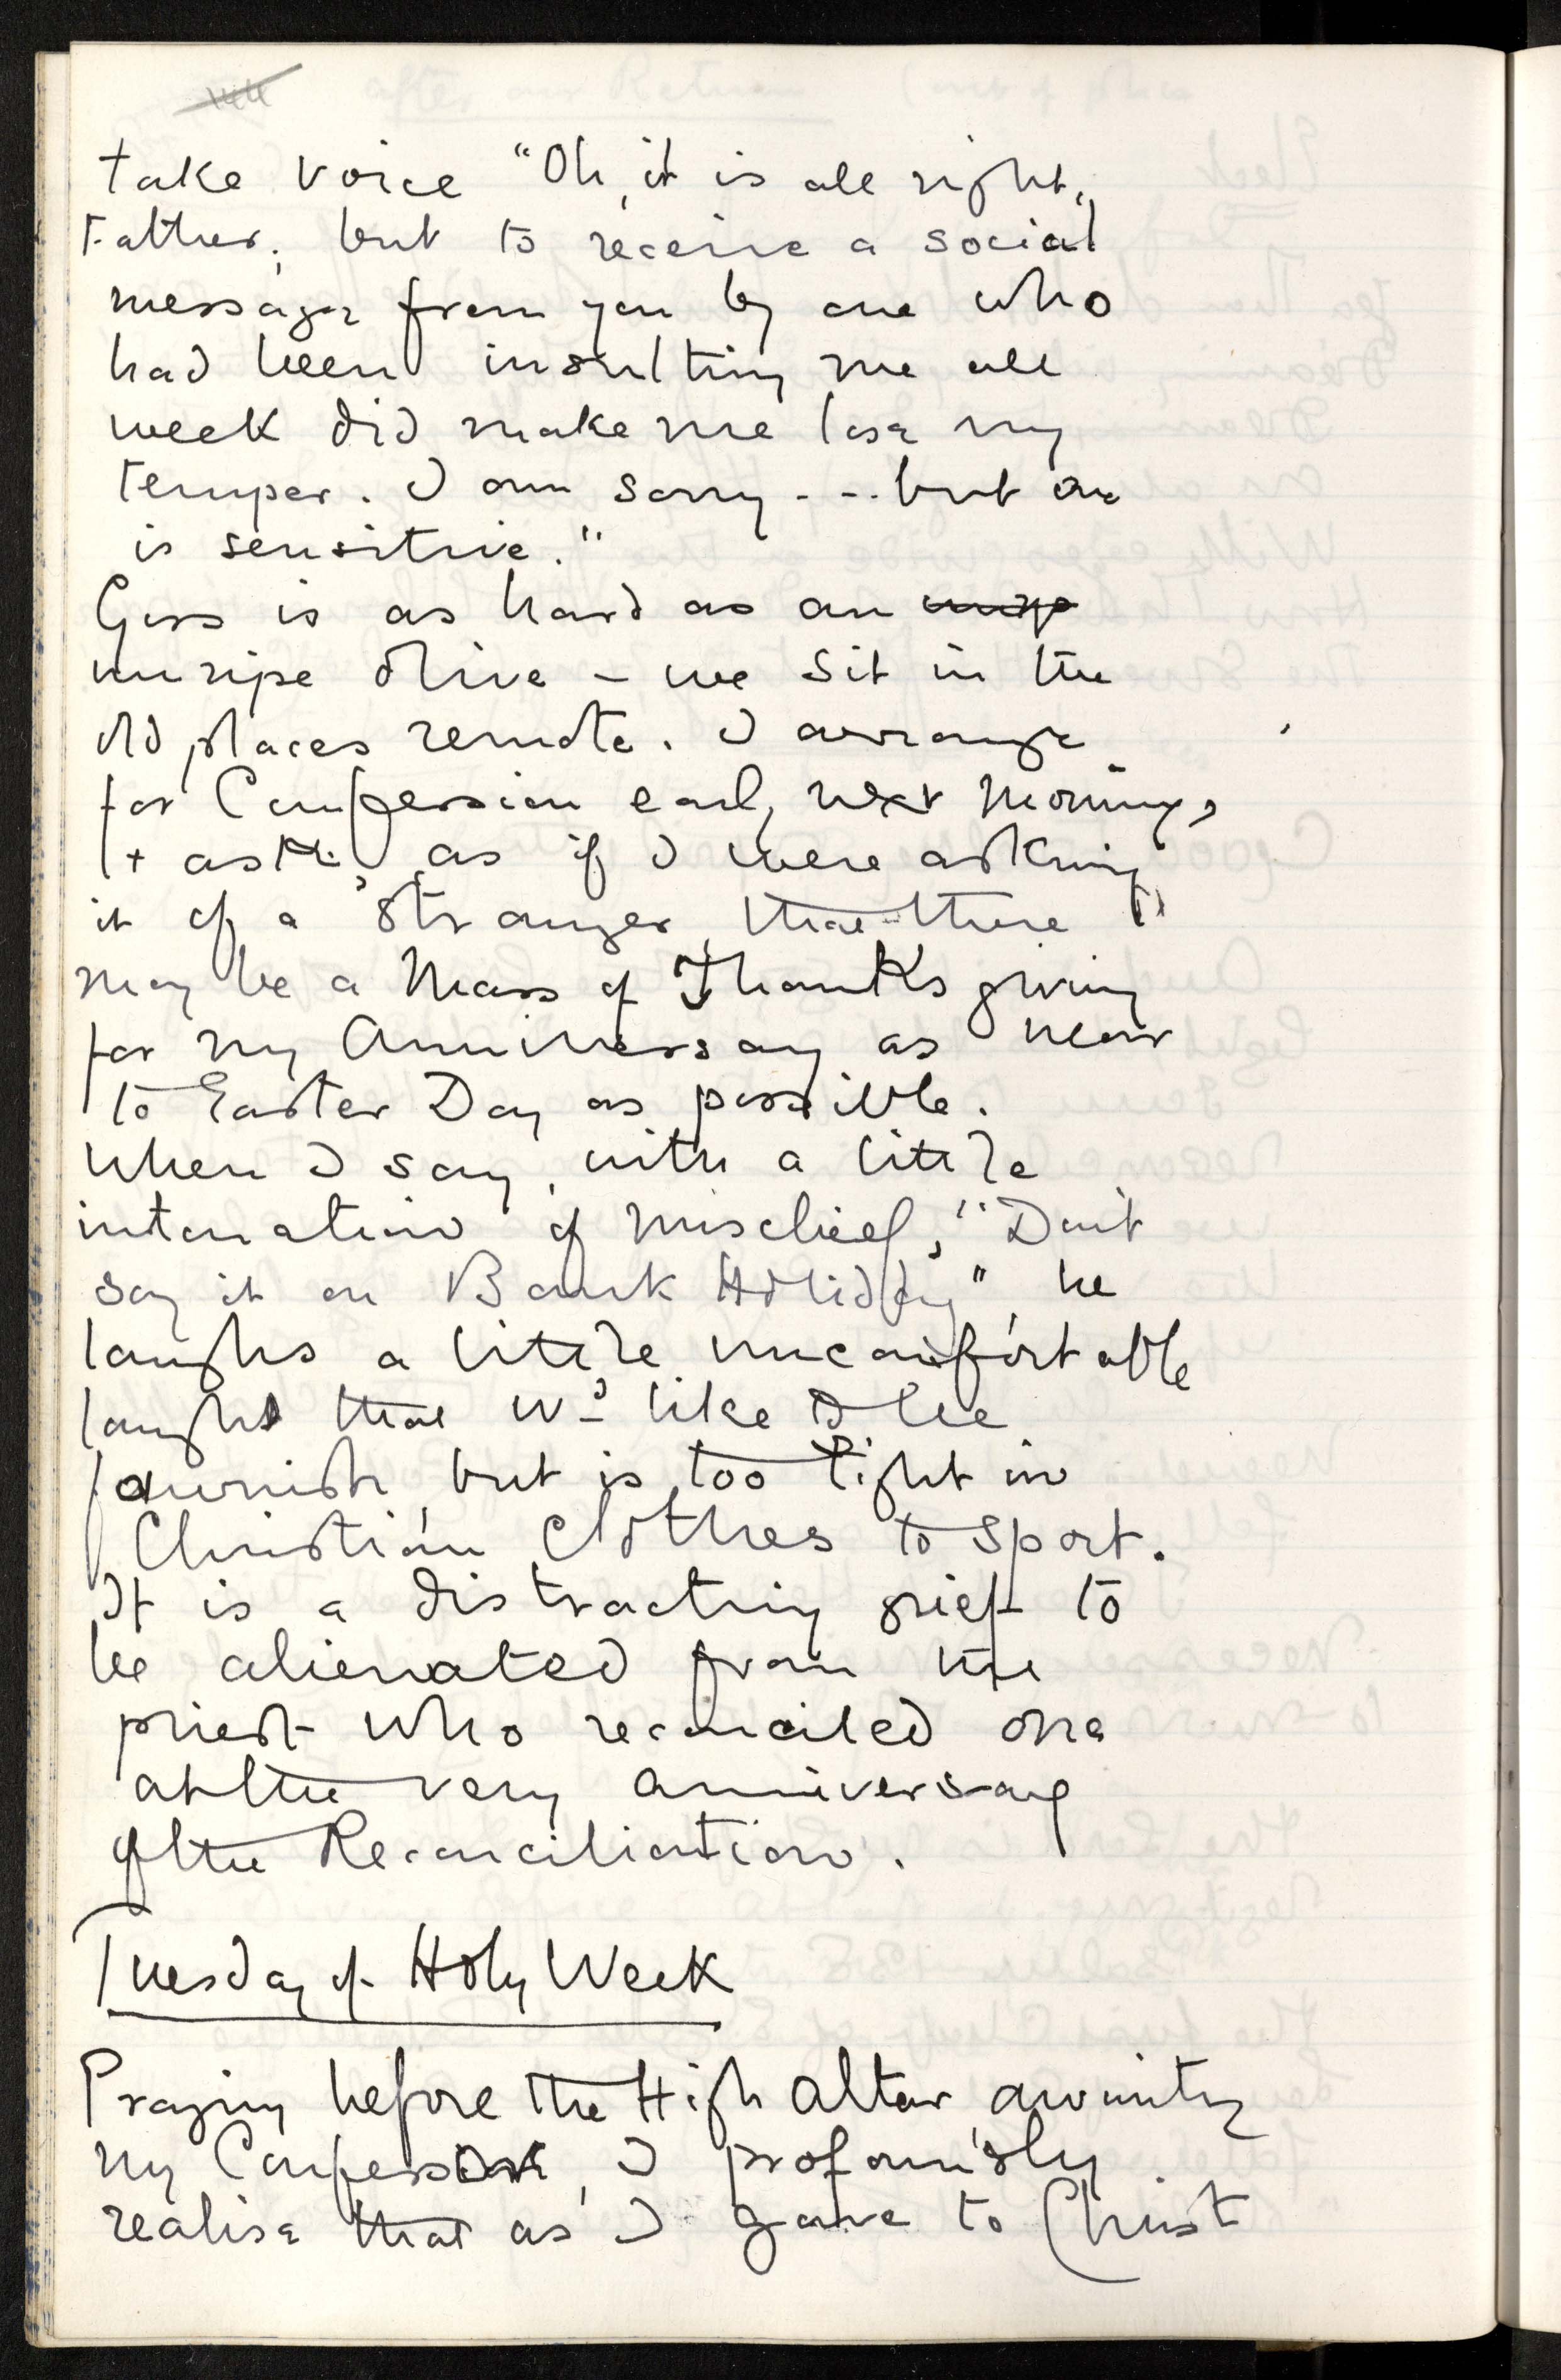 take voice "Oh, it is all right,
Father, but to receive a social
message from you by one who
had been insulting me all
week did make me lose my
temper. I am sorry - - - but one
is sensitive."
Goss is as hard as an
unripe olive - we sit in the
old places remote. I arrange
for Confession early next morning,
+ ask, as if I were asking
it of a stranger, that there
may be a Mass of Thanksgiving
for my Anniversary as near
to Easter Day as possible.
When I say, with a little
intonation of mischief, "Don't
say it on Bank Holiday" he
laughs a little uncomfortable
laugh that wd like to be
faunish, but is too tight in
Christian clothes to sport.
It is a distracting grief to
be alienated from the
priest who reconciled one
at the very anniversary
of the Reconciliation.
Tuesday of Holy Week
Praying before the High Altar awaiting
my Confessor, I profoundly
realise that as I gave to Christ